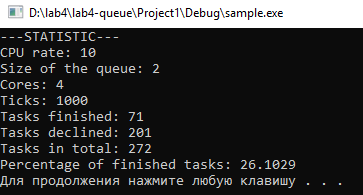 D:\lab4\lab4-queue\Project1\Debug\sample.exe
---STATISTIC---
CPU rate: 10
Size of the queue: 2
Cores: 4
Ticks: 1000
Tasks finished: 71
Tasks declined: 201
Tasks in total: 272
Percentage of finished tasks: 26.1029
Для продолжения нажмите любую клавишу . . .